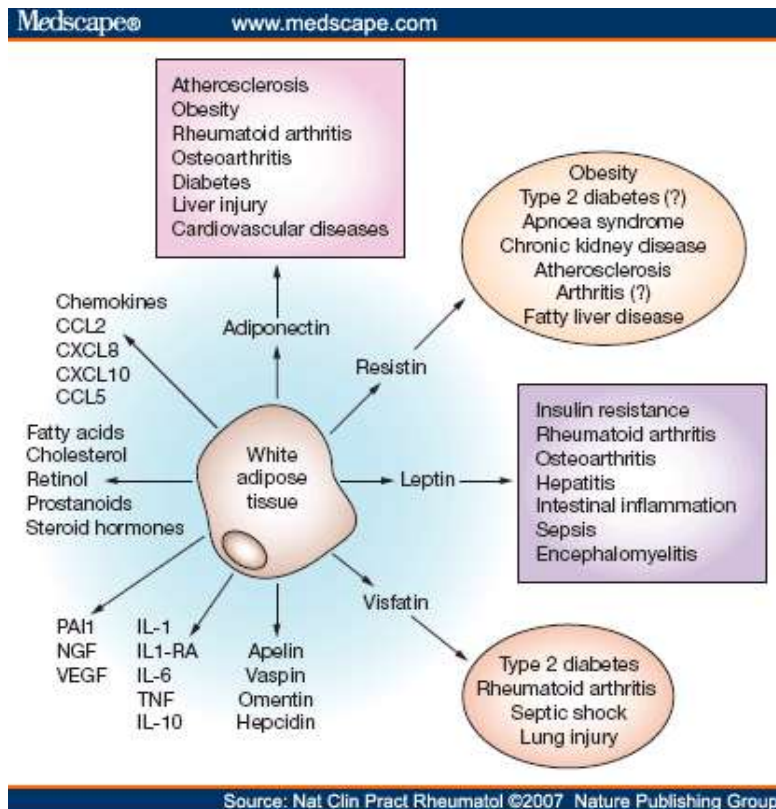 Medscape® www.medscape.com
Atherosclerosis
Obesity
Rheumatoid arthritis
Osteoarthritis
Diabetes
Liver injury
Cardiovascular diseases
Obesity
Type 2 diabetes (?)
Apnoea syndrome
Chronic kidney disease
Atherosclerosis
Arthritis (?)
Fatty liver disease
Chemokines
CCL2
CXCL8
CXCL10
CCL5
Adiponectin
Resistin
Fatty acids
Cholesterol
Retinol
Prostanoids
Steroid hormones
White
adipose
tissue
Leptin
Insulin resistance
Rheumatoid arthritis
Osteoarthritis
Hepatitis
Intestinal inflammation
Sepsis
Encephalomyelitis
Visfatin
PAI1
NGF
VEGF
IL-1
IL1-RA
IL-6
TNF
IL-10
Apelin
Vaspin
Omentin
Hepcidin
Type 2 diabetes
Rheumatoid arthritis
Septic shock
Lung injury
Source: Nat Clin Pract Rheumatol ©2007 Nature Publishing Group